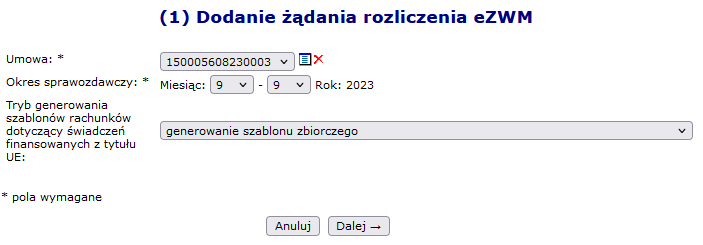 (1) Dodanie żądania rozliczenia eZWM
Umowa: * 150005608230003
Okres sprawozdawczy: * Miesiąc: 9 - 9 Rok: 2023
Tryb generowania
szablonów rachunków
dotyczący świadczeń
finansowanych z tytułu
UE:
generowanie szablonu zbiorczego
* pola wymagane
Anuluj Dalej →